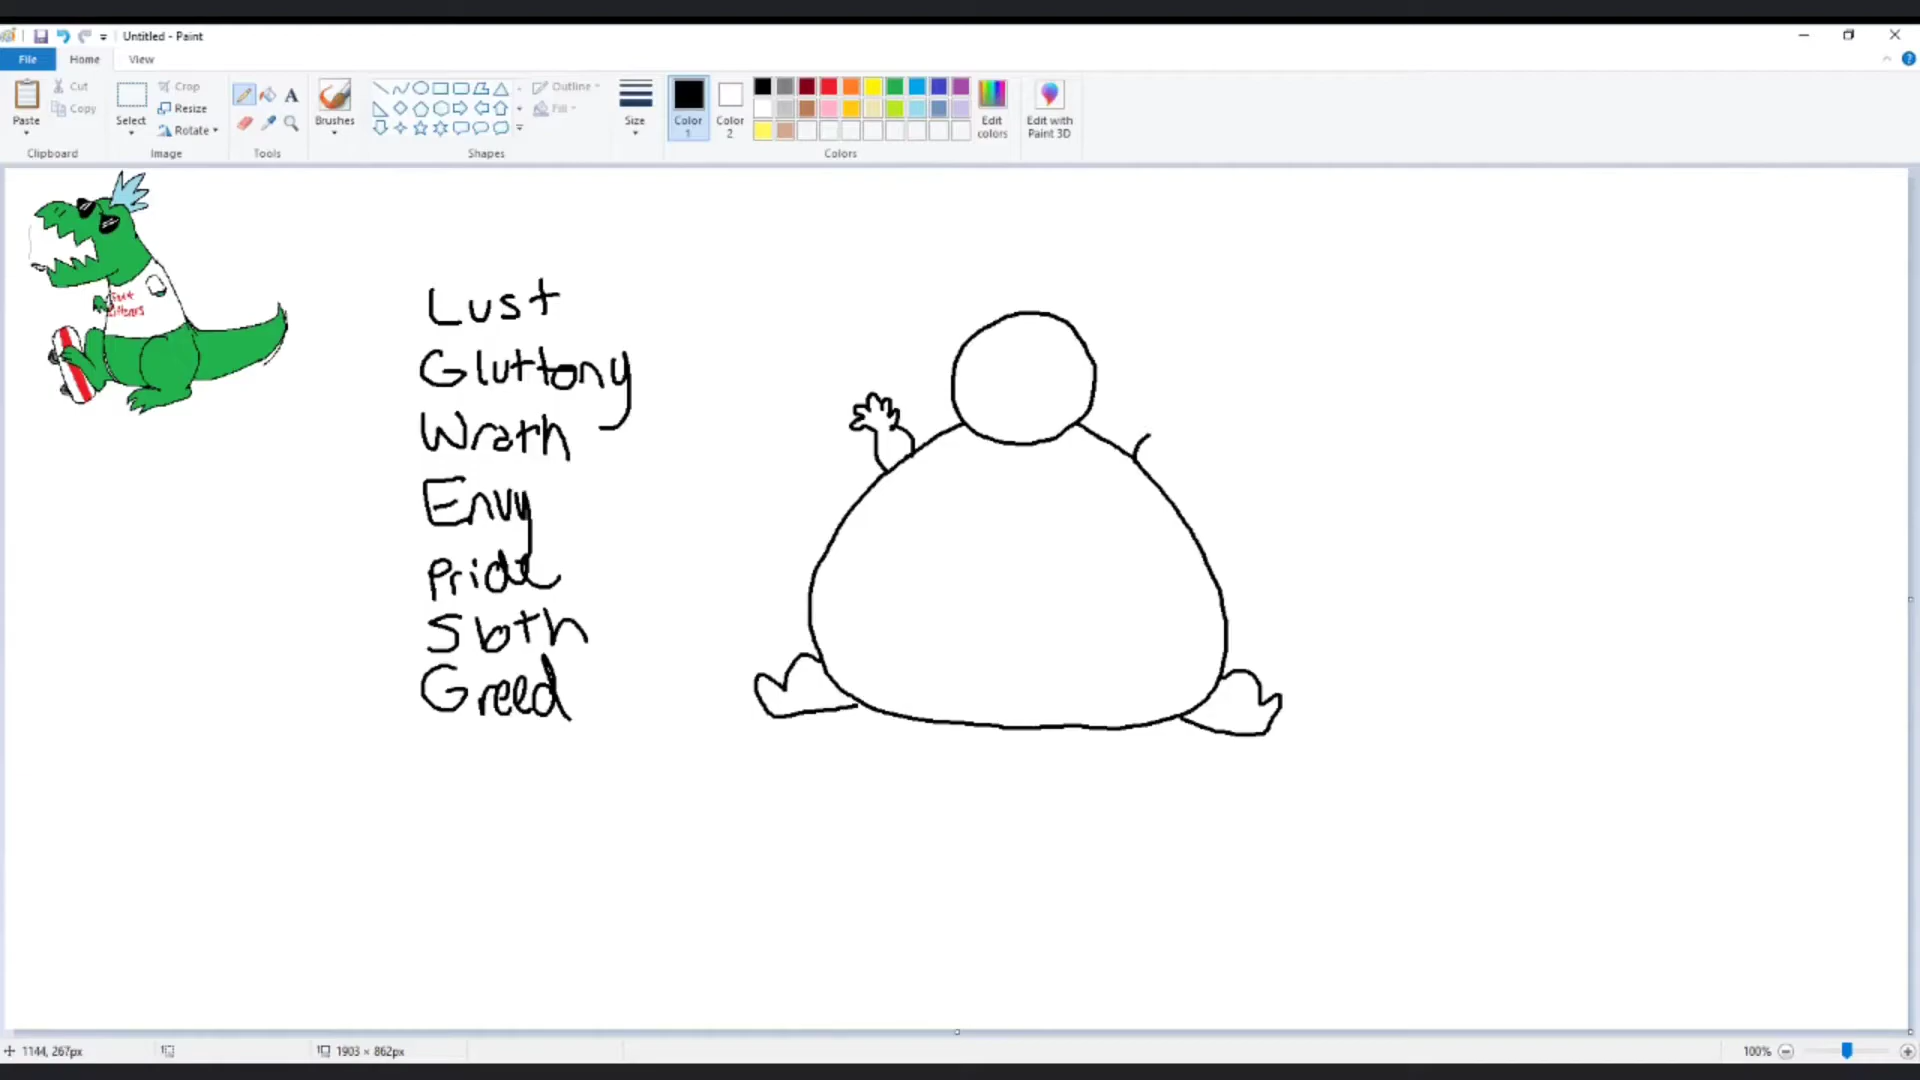 Untitled - Paint
File Home View
Paste
Cut
Copy
Clipboard
Select
Crop
Resize
Rotate
Image
Tools
Brushes
Outline
Fill
Shapes
Size
Color 1
Color 2
Edit colors
Edit with Paint 3D
Colors
Lust
Gluttony
Wrath
Envy
Pride
Sloth
Greed
1144, 267px
1903 × 862px
100%